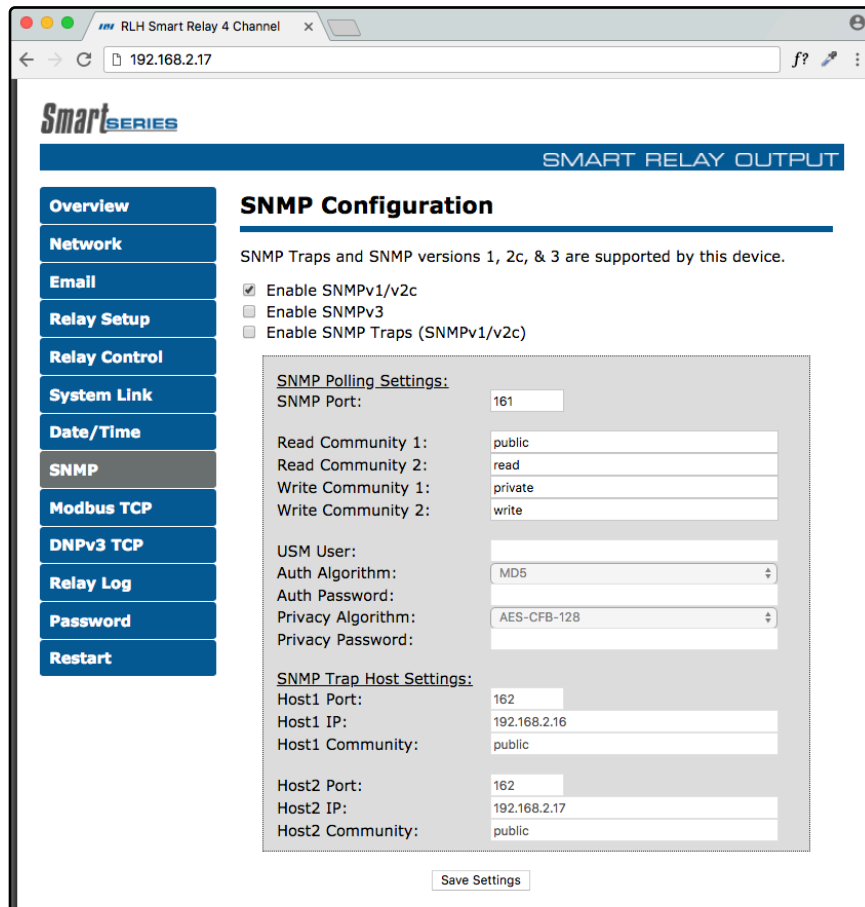 RLH Smart Relay 4 Channel
192.168.2.17
f?
Smart SERIES
SMART RELAY OUTPUT
Overview
Network
Email
Relay Setup
Relay Control
System Link
Date/Time
SNMP
Modbus TCP
DNPv3 TCP
Relay Log
Password
Restart
SNMP Configuration
SNMP Traps and SNMP versions 1, 2c, & 3 are supported by this device.
Enable SNMPv1/v2c
Enable SNMPv3
Enable SNMP Traps (SNMPv1/v2c)
SNMP Polling Settings:
SNMP Port: 161
Read Community 1: public
Read Community 2: read
Write Community 1: private
Write Community 2: write
USM User:
Auth Algorithm: MD5
Auth Password:
Privacy Algorithm: AES-CFB-128
Privacy Password:
SNMP Trap Host Settings:
Host1 Port: 162
Host1 IP: 192.168.2.16
Host1 Community: public
Host2 Port: 162
Host2 IP: 192.168.2.17
Host2 Community: public
Save Settings